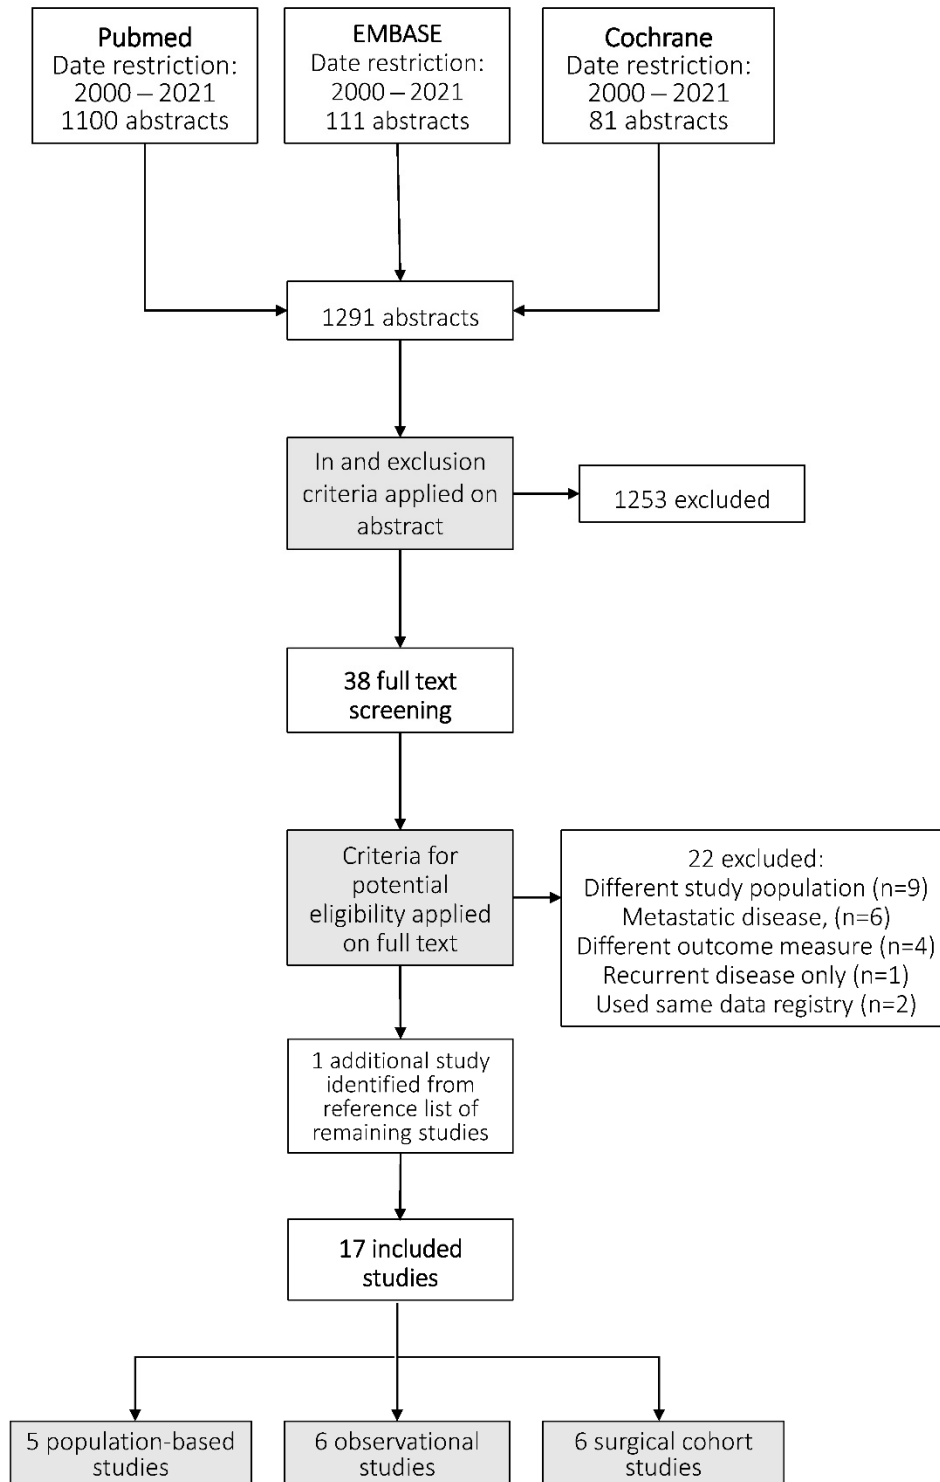 Pubmed
Date restriction:
2000 – 2021
1100 abstracts
EMBASE
Date restriction:
2000 – 2021
111 abstracts
Cochrane
Date restriction:
2000 – 2021
81 abstracts
1291 abstracts
In and exclusion
criteria applied on
abstract
1253 excluded
38 full text
screening
Criteria for
potential
eligibility applied
on full text
22 excluded:
Different study population (n=9)
Metastatic disease, (n=6)
Different outcome measure (n=4)
Recurrent disease only (n=1)
Used same data registry (n=2)
1 additional study
identified from
reference list of
remaining studies
17 included
studies
5 population-based
studies
6 observational
studies
6 surgical cohort
studies